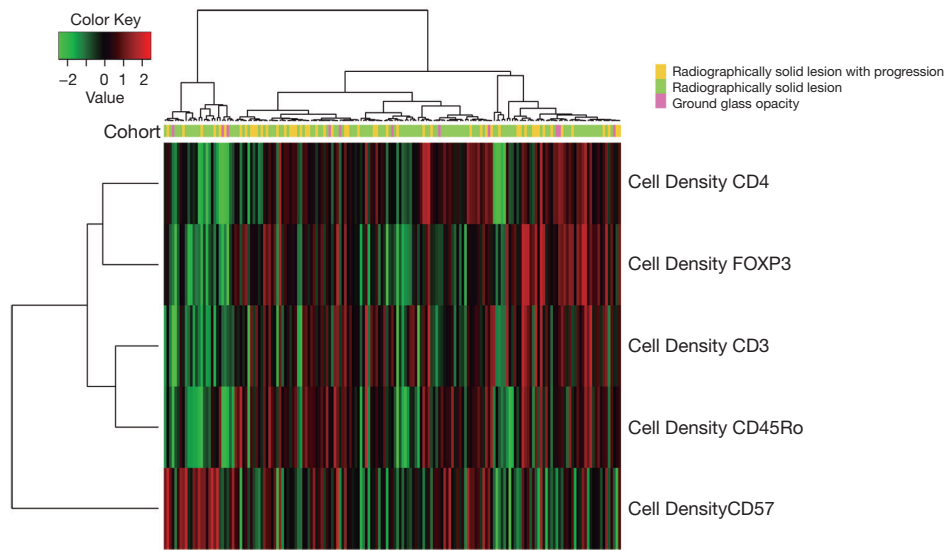 Color Key
−2 0 1 2
Value
Radiographically solid lesion with progression
Radiographically solid lesion
Ground glass opacity
Cohort
Cell Density CD4
Cell Density FOXP3
Cell Density CD3
Cell Density CD45Ro
Cell DensityCD57